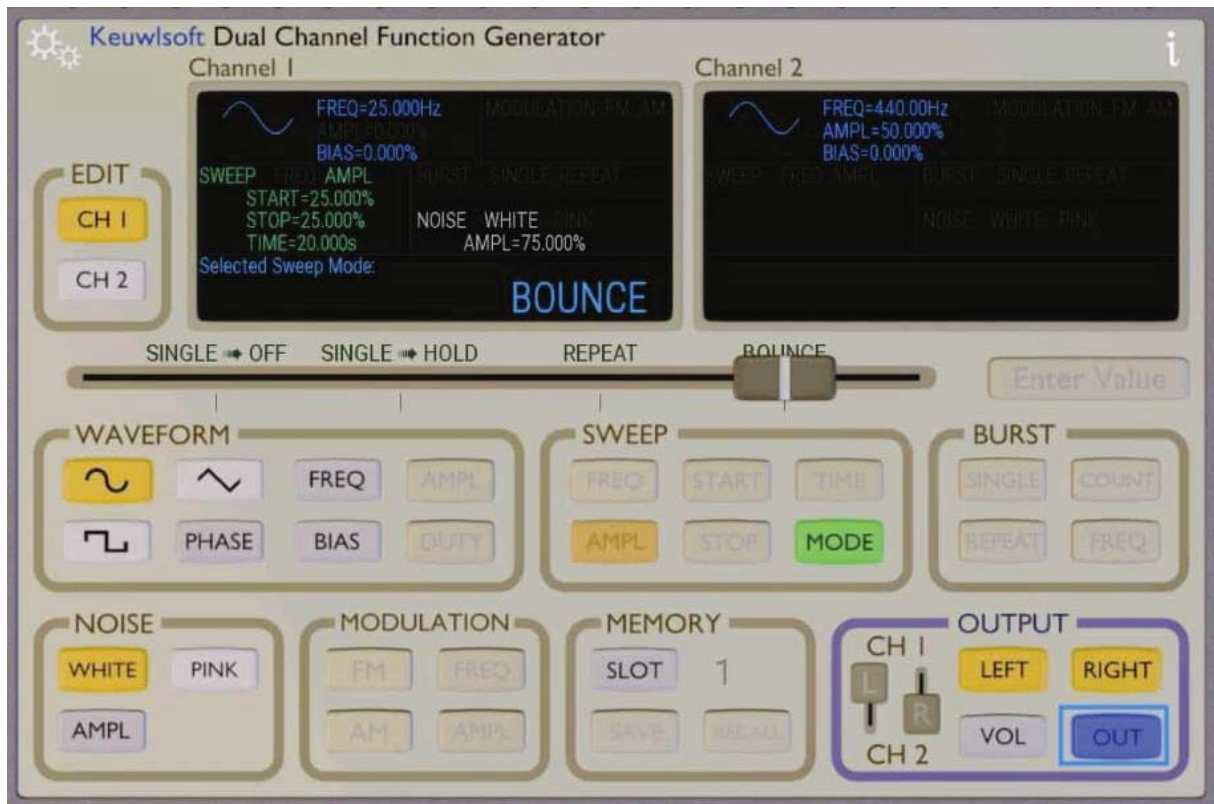 Keuwlsoft Dual Channel Function Generator
i
Channel 1
Channel 2
FREQ=25.000Hz
MODULATION FM AM
AMPL=0.000%
BIAS=0.000%
SWEEP FREQ AMPL
BURST SINGLE REPEAT
START=25.000%
STOP=25.000%
NOISE WHITE PINK
TIME=20.000s
AMPL=75.000%
Selected Sweep Mode:
BOUNCE
FREQ=440.00Hz
MODULATION FM AM
AMPL=50.000%
BIAS=0.000%
SWEEP FREQ AMPL
BURST SINGLE REPEAT
NOISE WHITE PINK
EDIT
CH 1
CH 2
SINGLE ➠ OFF
SINGLE ➠ HOLD
REPEAT
BOUNCE
Enter Value
WAVEFORM
FREQ
AMPL
PHASE
BIAS
DUTY
SWEEP
FREQ
START
TIME
AMPL
STOP
MODE
BURST
SINGLE
COUNT
REPEAT
FREQ
NOISE
WHITE
PINK
AMPL
MODULATION
FM
FREQ
AM
AMPL
MEMORY
SLOT
1
SAVE
RECALL
OUTPUT
CH 1
L
R
CH 2
LEFT
RIGHT
VOL
OUT